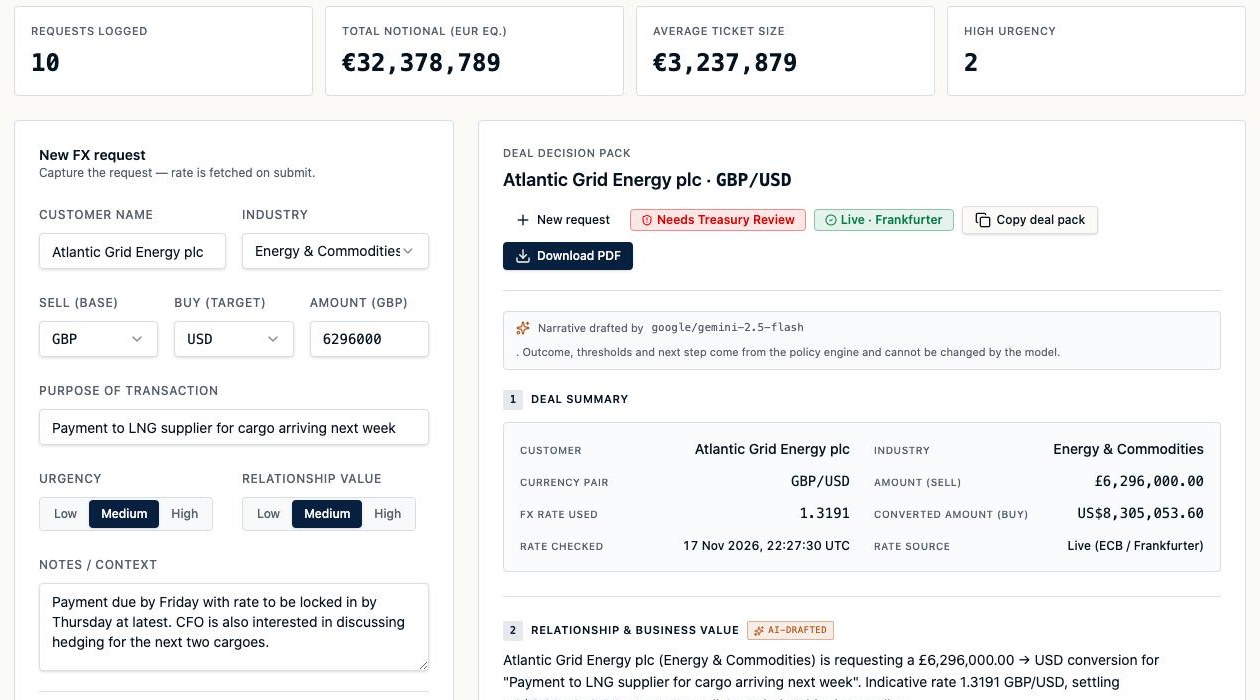 REQUESTS LOGGED
10
TOTAL NOTIONAL (EUR EQ.)
€32,378,789
AVERAGE TICKET SIZE
€3,237,879
HIGH URGENCY
2
New FX request
Capture the request — rate is fetched on submit.
CUSTOMER NAME
INDUSTRY
Atlantic Grid Energy plc
Energy & Commodities
SELL (BASE)
BUY (TARGET)
AMOUNT (GBP)
GBP
USD
6296000
PURPOSE OF TRANSACTION
Payment to LNG supplier for cargo arriving next week
URGENCY
RELATIONSHIP VALUE
Low Medium High
Low Medium High
NOTES / CONTEXT
Payment due by Friday with rate to be locked in by
Thursday at latest. CFO is also interested in discussing
hedging for the next two cargoes.
DEAL DECISION PACK
Atlantic Grid Energy plc · GBP/USD
New request
Needs Treasury Review
Live · Frankfurter
Copy deal pack
Download PDF
Narrative drafted by google/gemini-2.5-flash
. Outcome, thresholds and next step come from the policy engine and cannot be changed by the model.
1 DEAL SUMMARY
CUSTOMER Atlantic Grid Energy plc
INDUSTRY Energy & Commodities
CURRENCY PAIR GBP/USD
AMOUNT (SELL) £6,296,000.00
FX RATE USED 1.3191
CONVERTED AMOUNT (BUY) US$8,305,053.60
RATE CHECKED 17 Nov 2026, 22:27:30 UTC
RATE SOURCE Live (ECB / Frankfurter)
2 RELATIONSHIP & BUSINESS VALUE AI-DRAFTED
Atlantic Grid Energy plc (Energy & Commodities) is requesting a £6,296,000.00 → USD conversion for
"Payment to LNG supplier for cargo arriving next week". Indicative rate 1.3191 GBP/USD, settling